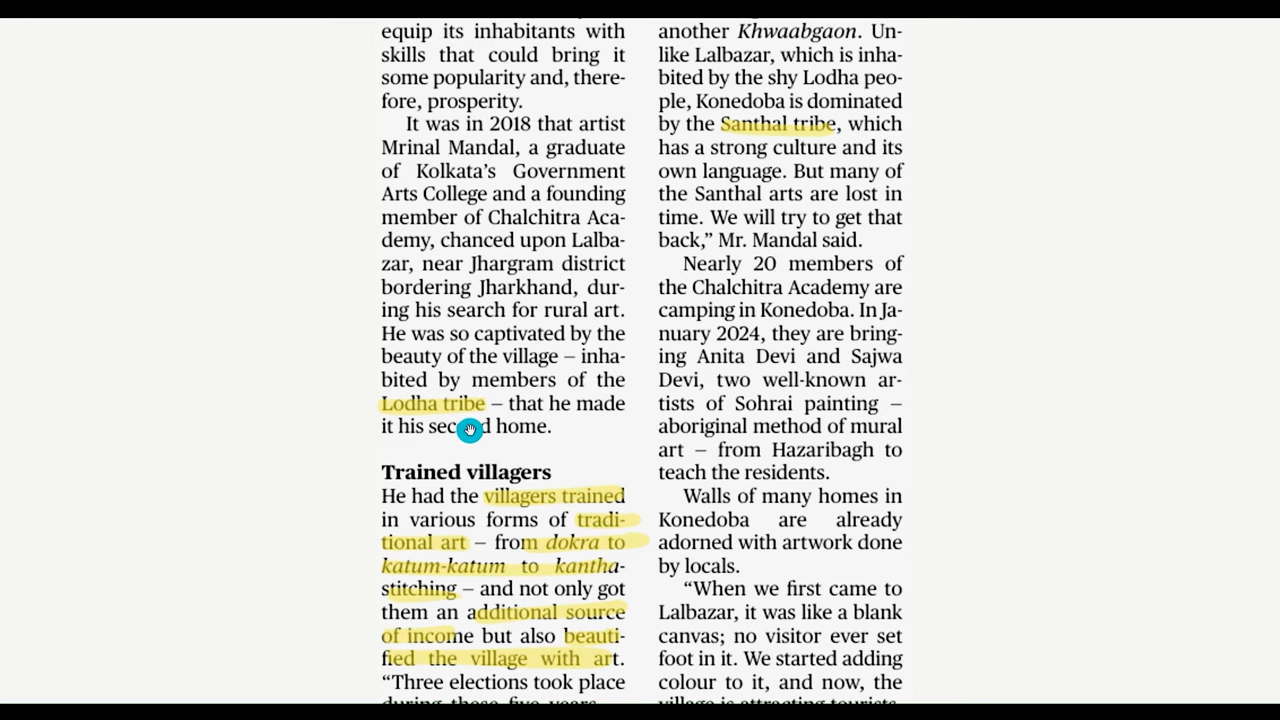 equip its inhabitants with
skills that could bring it
some popularity and, there-
fore, prosperity.
It was in 2018 that artist
Mrinal Mandal, a graduate
of Kolkata’s Government
Arts College and a founding
member of Chalchitra Aca-
demy, chanced upon Lalba-
zar, near Jhargram district
bordering Jharkhand, dur-
ing his search for rural art.
He was so captivated by the
beauty of the village – inha-
bited by members of the
Lodha tribe – that he made
it his second home.
Trained villagers
He had the villagers trained
in various forms of tradi-
tional art – from dokra to
katum-katum to kantha-
stitching – and not only got
them an additional source
of income but also beauti-
fied the village with art.
“Three elections took place
during these five years
another Khwaabgaon. Un-
like Lalbazar, which is inha-
bited by the shy Lodha peo-
ple, Konedoba is dominated
by the Santhal tribe, which
has a strong culture and its
own language. But many of
the Santhal arts are lost in
time. We will try to get that
back,” Mr. Mandal said.
Nearly 20 members of
the Chalchitra Academy are
camping in Konedoba. In Ja-
nuary 2024, they are bring-
ing Anita Devi and Sajwa
Devi, two well-known ar-
tists of Sohrai painting –
aboriginal method of mural
art – from Hazaribagh to
teach the residents.
Walls of many homes in
Konedoba are already
adorned with artwork done
by locals.
“When we first came to
Lalbazar, it was like a blank
canvas; no visitor ever set
foot in it. We started adding
colour to it, and now, the
village is attracting tourists